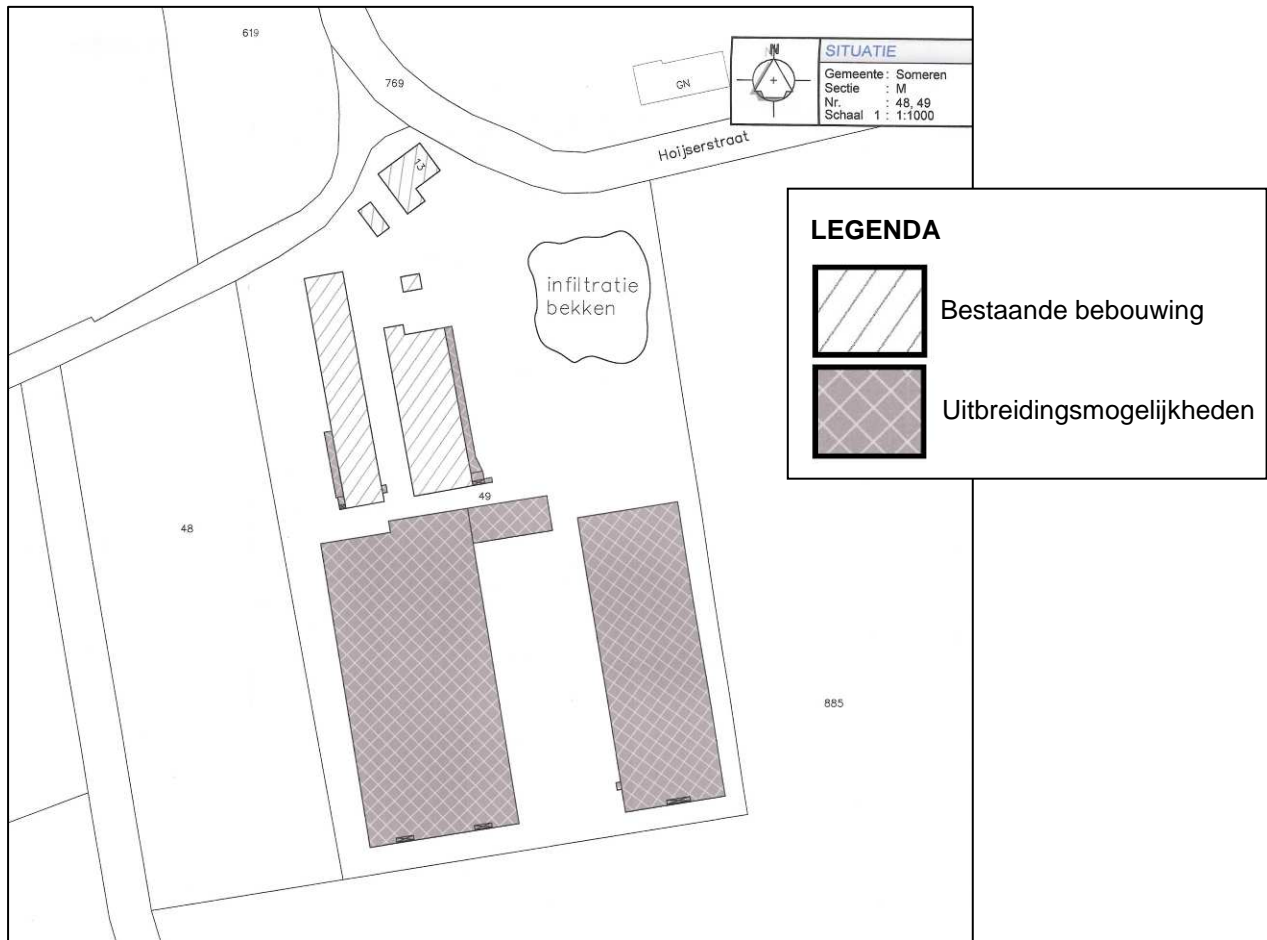 619
769
GN
N
SITUATIE
Gemeente : Someren
Sectie : M
Nr. : 48, 49
Schaal 1 : 1:1000
Hoijserstraat
13
infiltratie
bekken
LEGENDA
Bestaande bebouwing
Uitbreidingsmogelijkheden
49
48
885